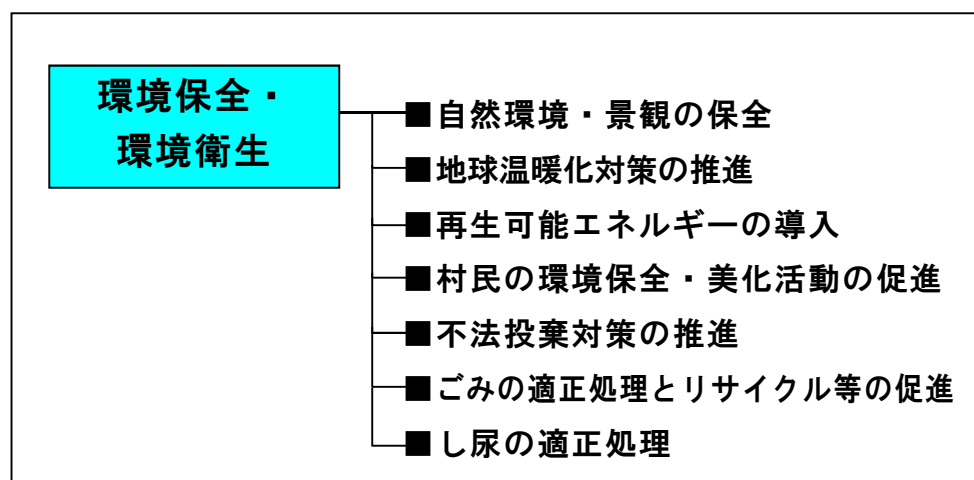 環境保全・
環境衛生
■自然環境・景観の保全
■地球温暖化対策の推進
■再生可能エネルギーの導入
■村民の環境保全・美化活動の促進
■不法投棄対策の推進
■ごみの適正処理とリサイクル等の促進
■し尿の適正処理